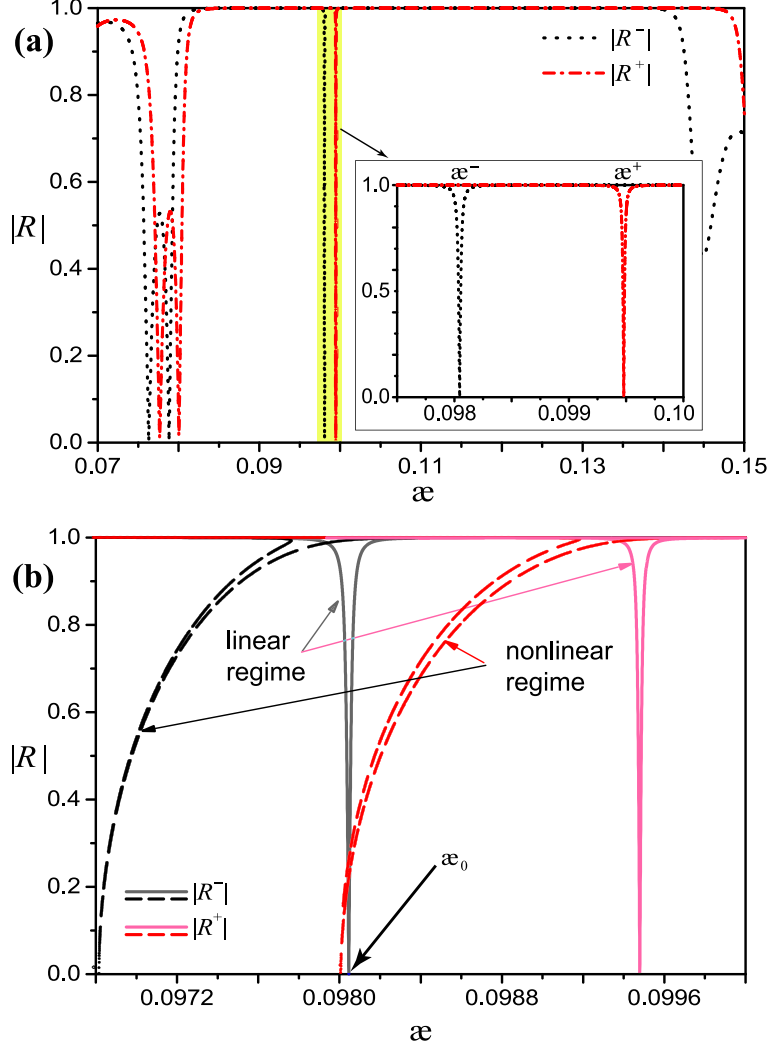 (a)
|R⁻|
|R⁺|
1.0
0.8
0.6
0.4
0.2
0.0
|R|
0.07
0.09
0.11
0.13
0.15
æ
æ⁻
æ⁺
1.0
0.5
0.0
0.098
0.099
0.10
(b)
1.0
0.8
0.6
0.4
0.2
0.0
|R|
linear
regime
nonlinear
regime
æ₀
|R⁻|
|R⁺|
0.0972
0.0980
0.0988
0.0996
æ